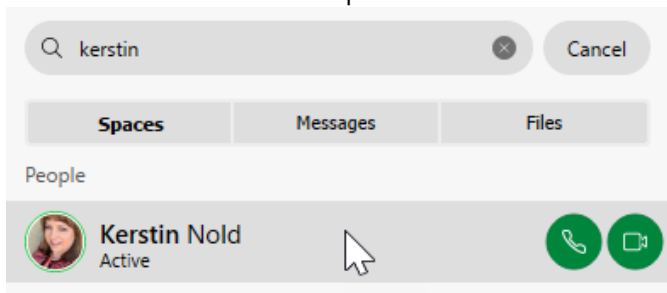 kerstin Cancel
Spaces Messages Files
People
Kerstin Nold
Active